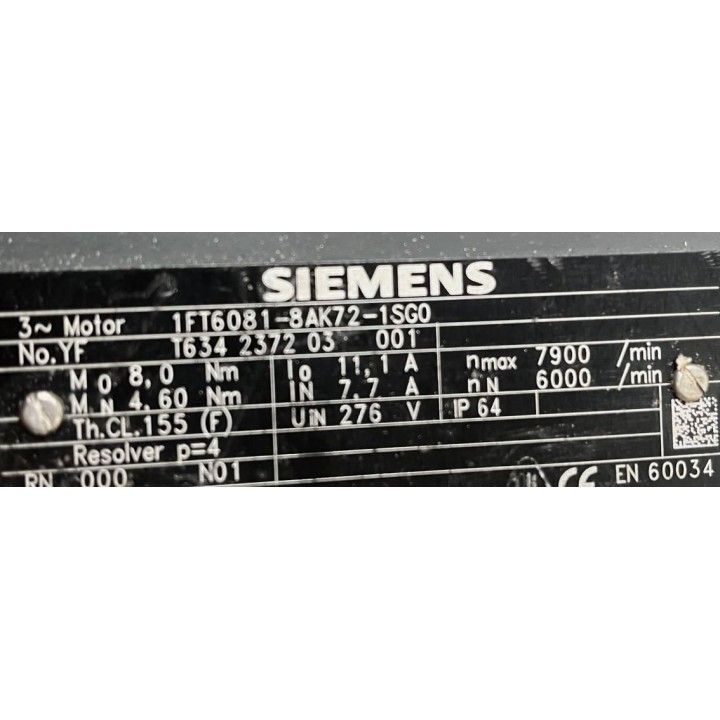 SIEMENS
3~ Motor 1FT6081-8AK72-1SG0
No.YF T634 2372 03 001
M0 8,0 Nm I0 11,1 A nmax 7900 /min
MN 4,60 Nm IN 7,7 A nN 6000 /min
Th.CL.155 (F) UIN 276 V IP 64
Resolver p=4
RN 000 N01 CE EN 60034